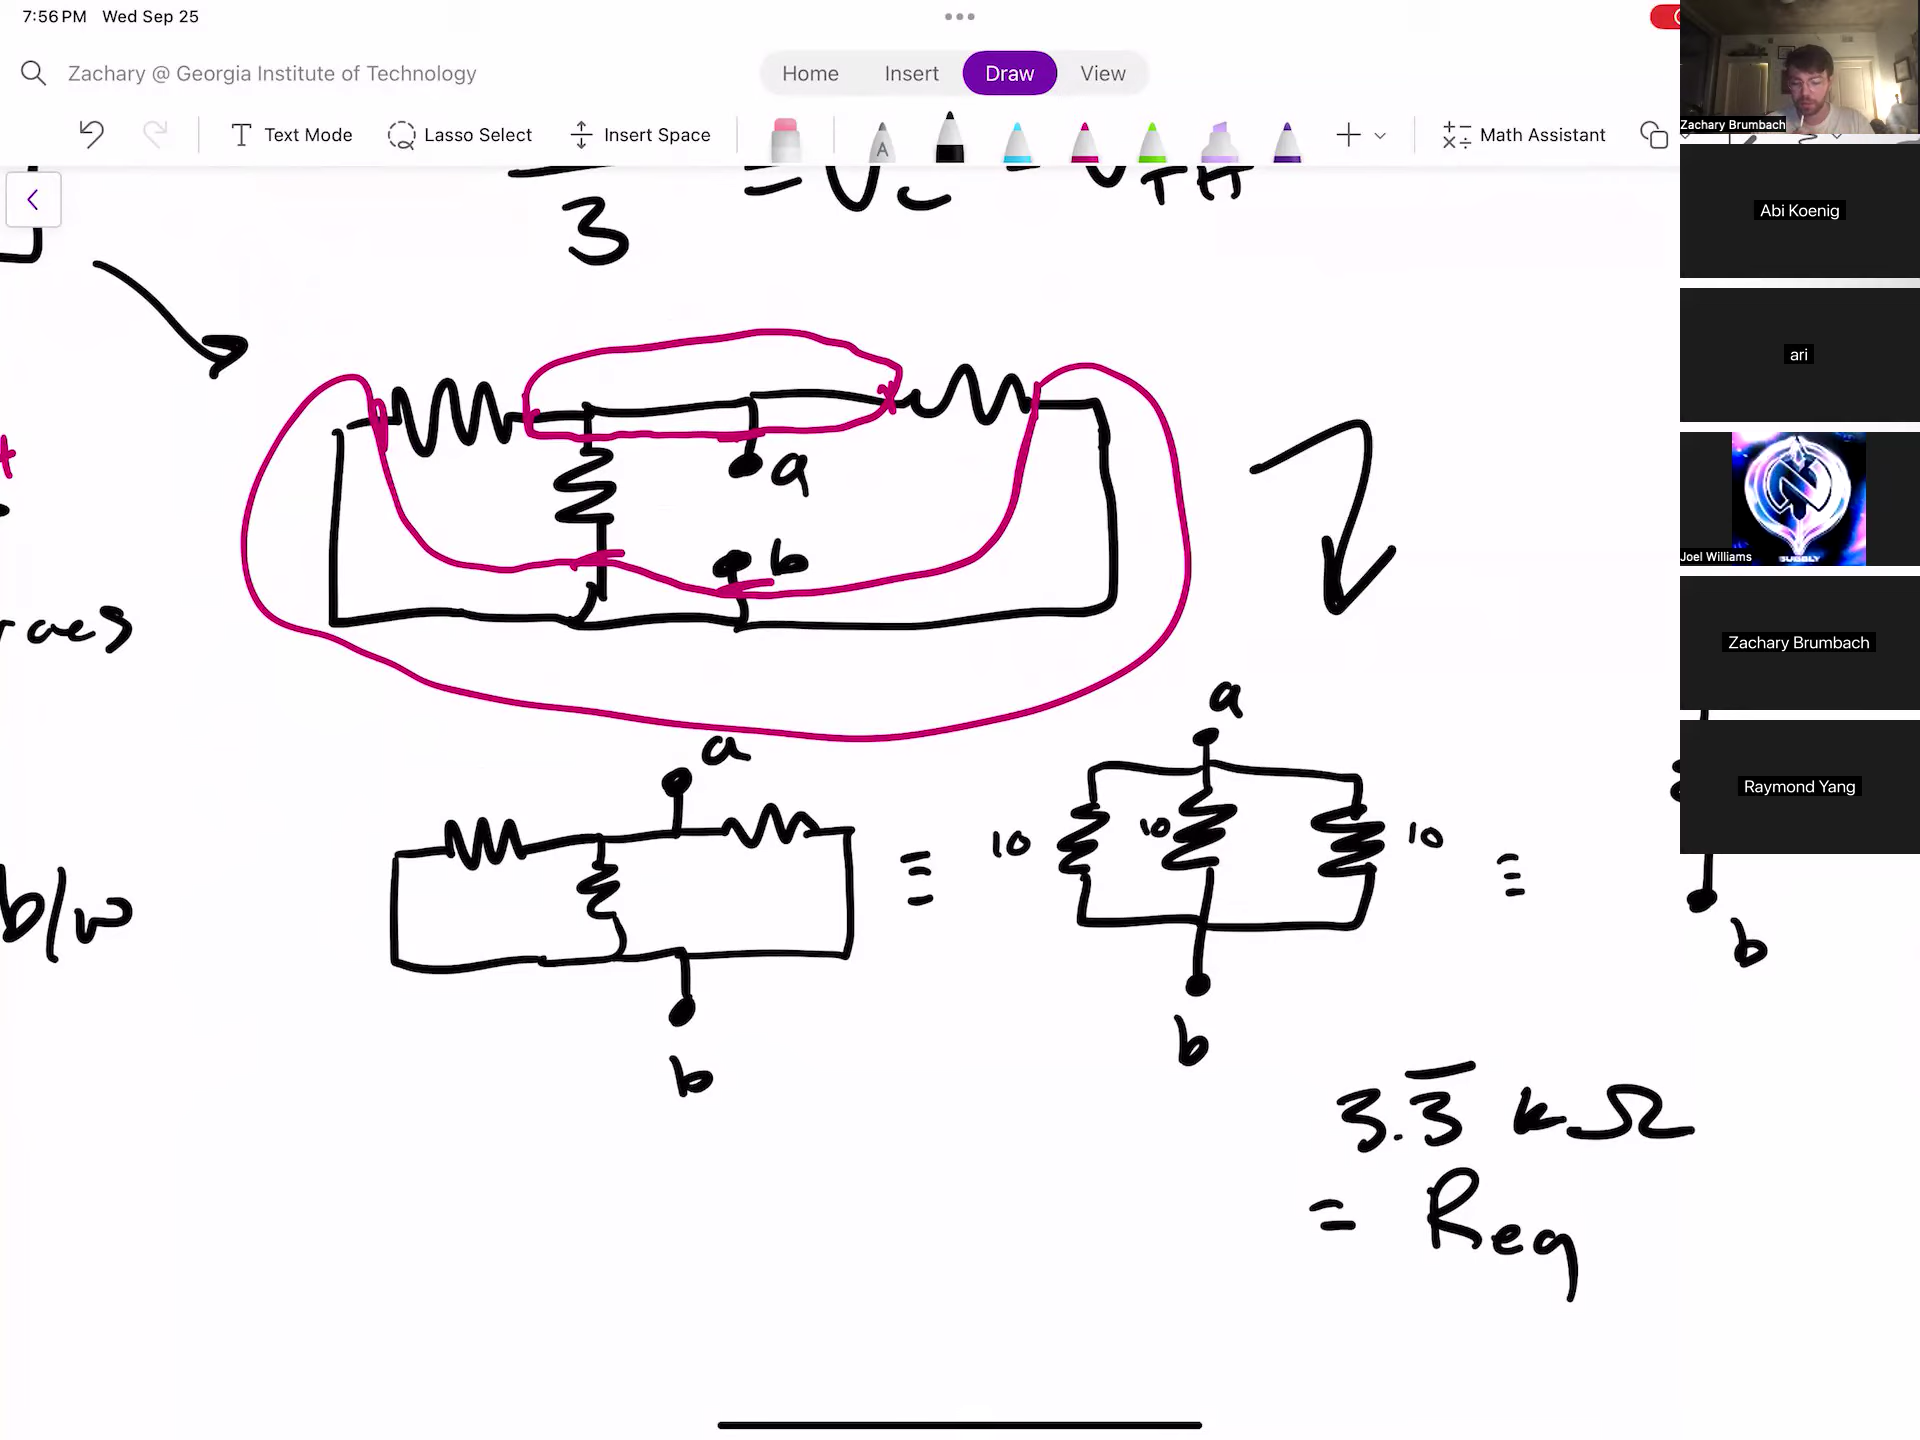 7:56 PM Wed Sep 25
Zachary @ Georgia Institute of Technology
Home Insert Draw View
Text Mode Lasso Select Insert Space Math Assistant
Zachary Brumbach
Abi Koenig
ari
Joel Williams
Zachary Brumbach
Raymond Yang
3
a
b
b/w
a
b
a
10 10 10
b
≡
≡
b
3.3̅ kΩ
= Req